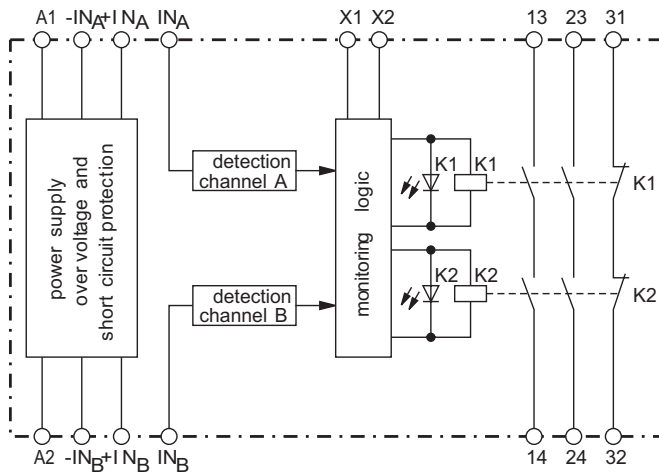 A1 -INA +INA INA X1 X2 13 23 31
power supply
over voltage and
short circuit protection
detection
channel A
monitoring logic
K1 K1
K1
detection
channel B
K2 K2
K2
A2 -INB +INB INB 14 24 32